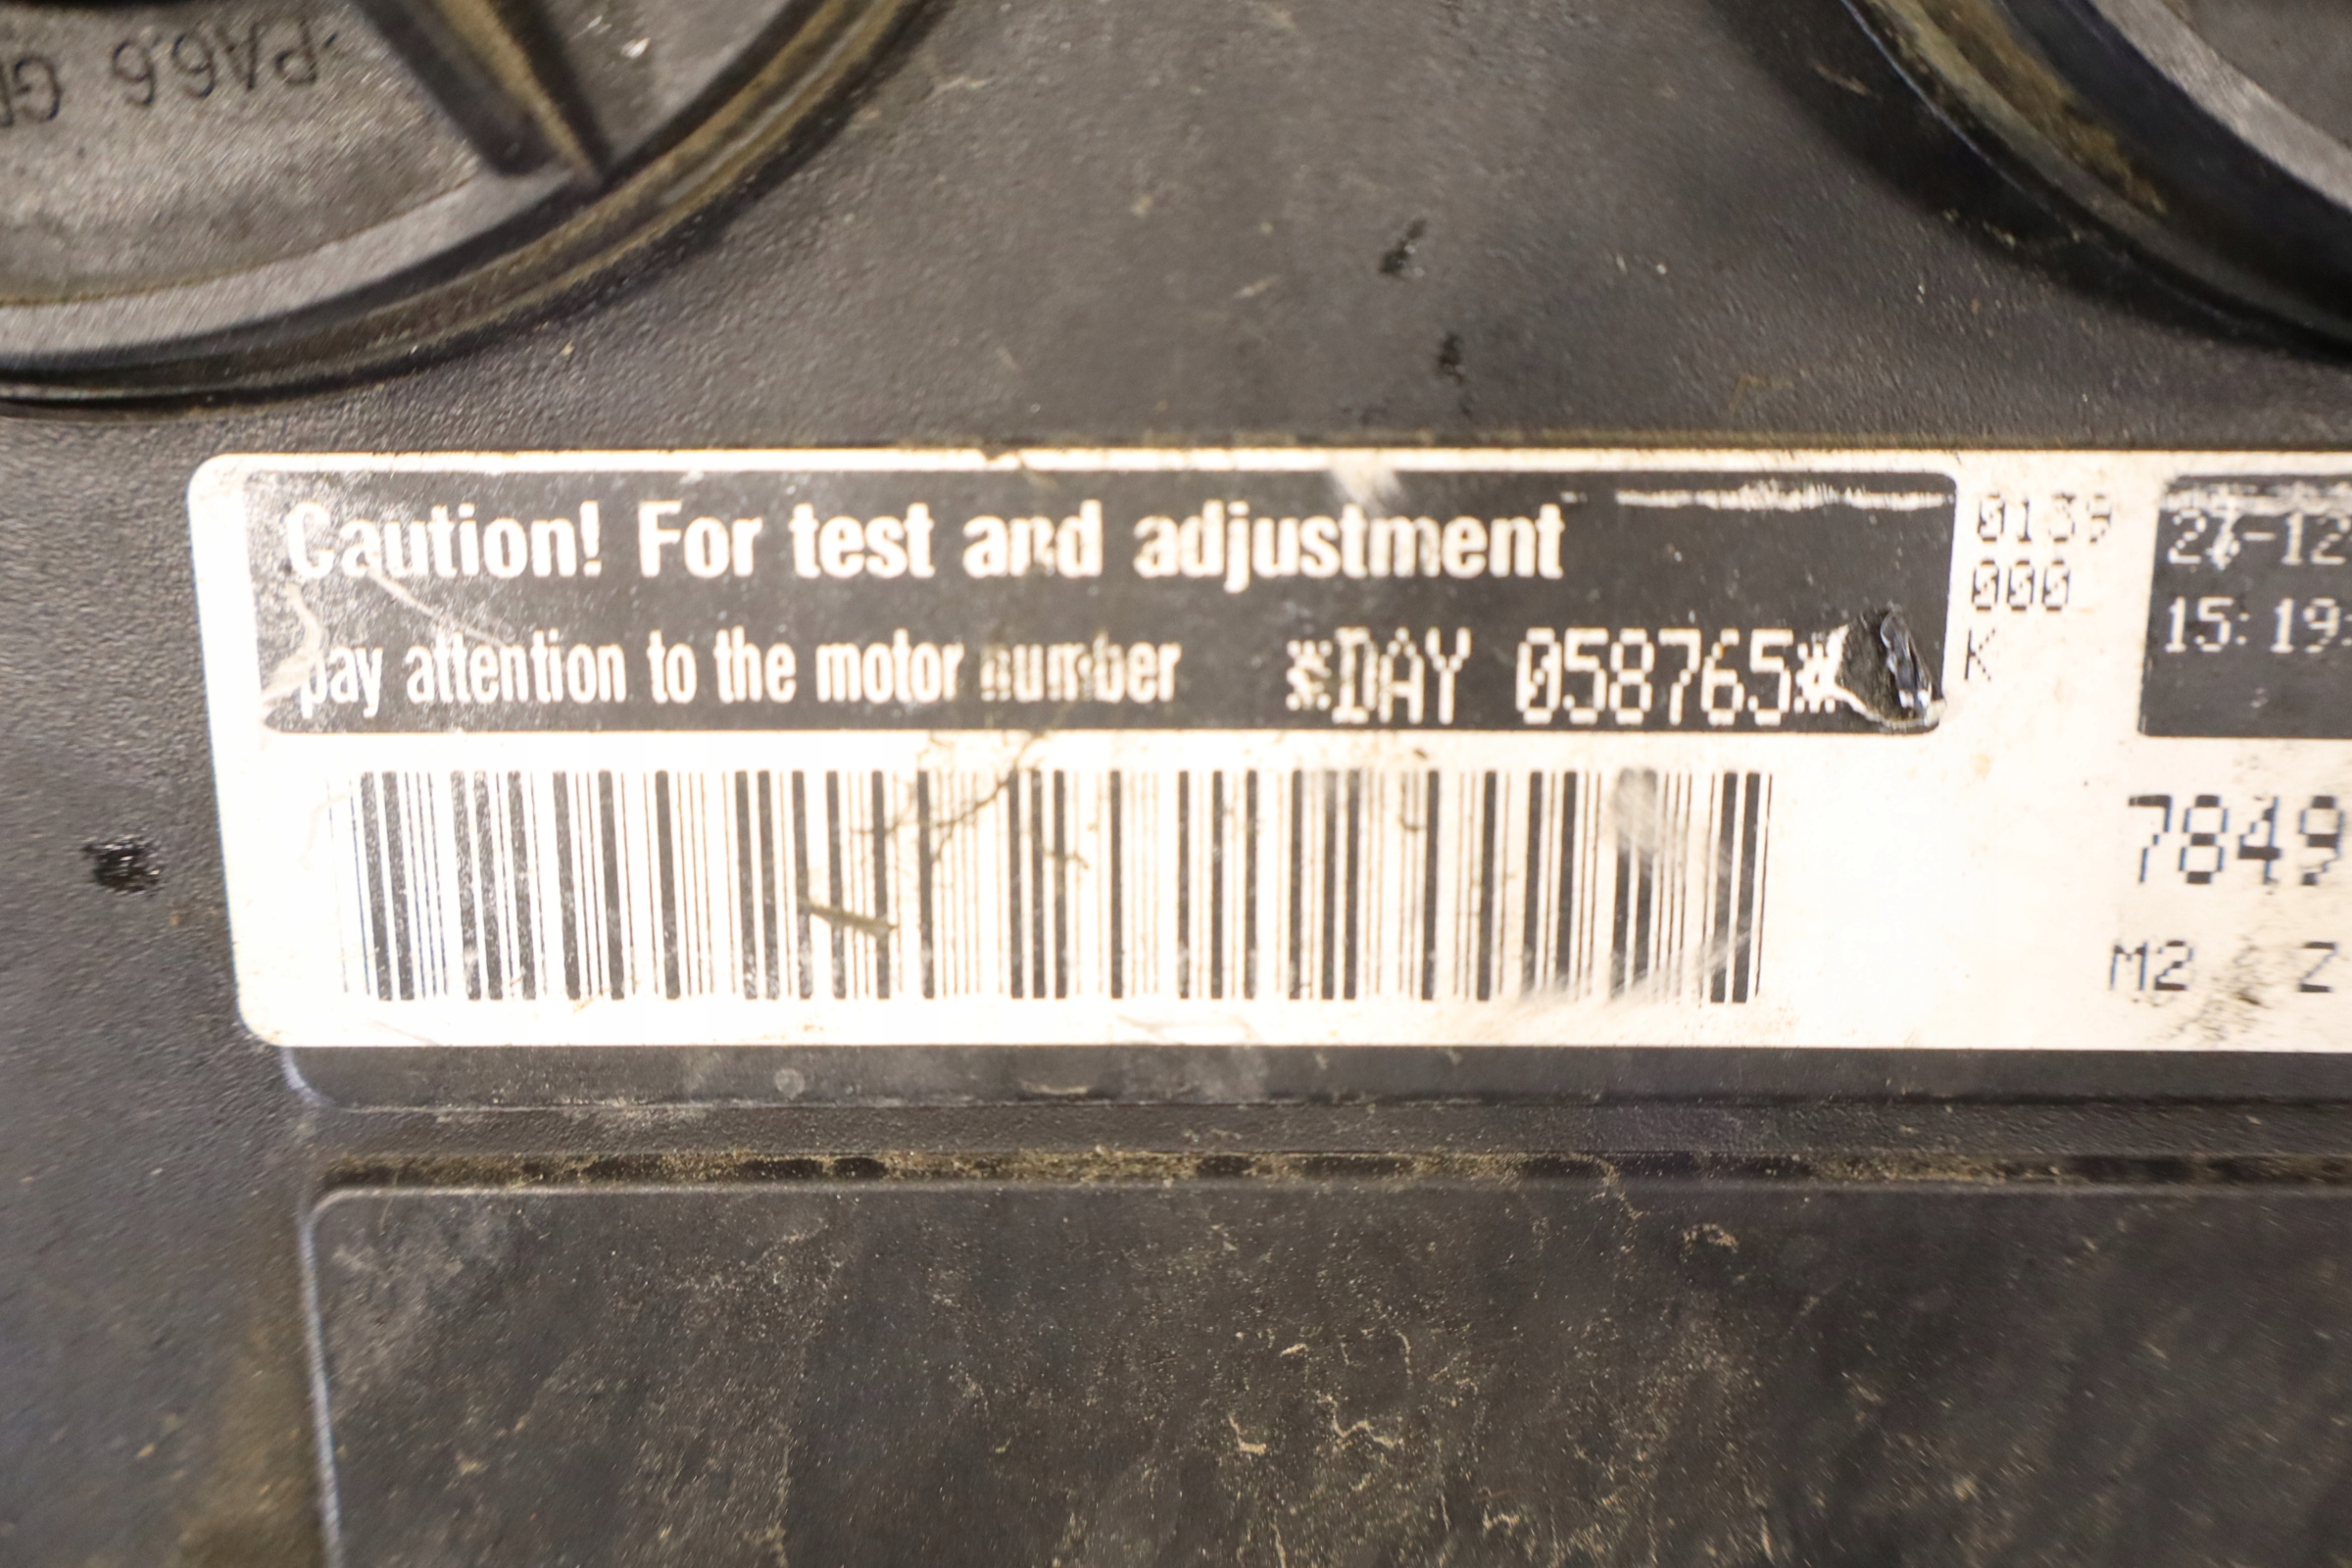 PA66
Caution! For test and adjustment
pay attention to the motor number *DAY 058765*
0139
000
K
-12
15:19
7849
M2 Z